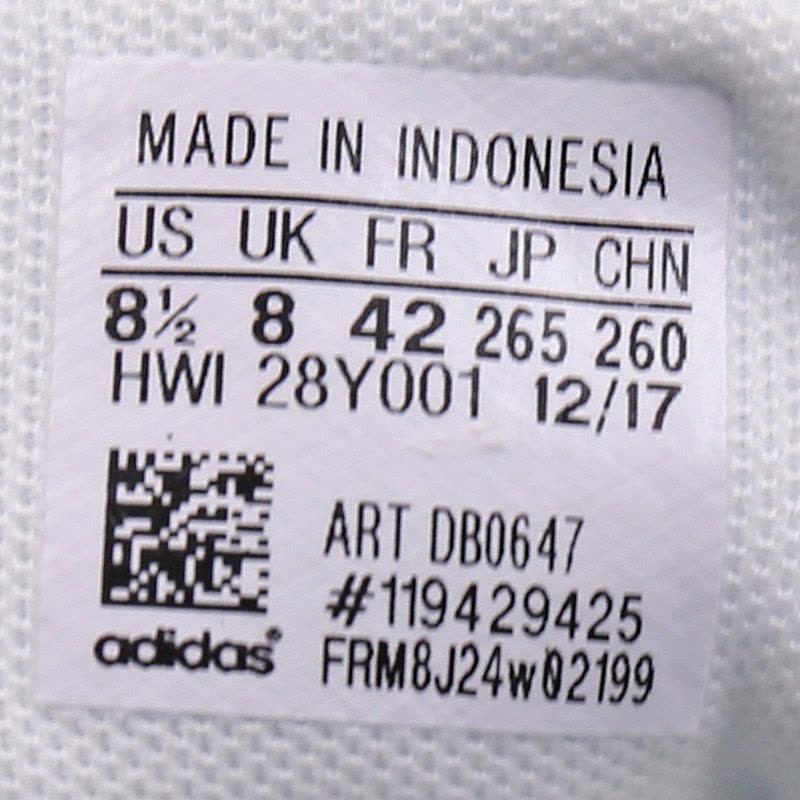 MADE IN INDONESIA
US UK FR JP CHN
8½ 8 42 265 260
HWI 28Y001 12/17
ART DB0647
#119429425
adidas®
FRM8J24w02199